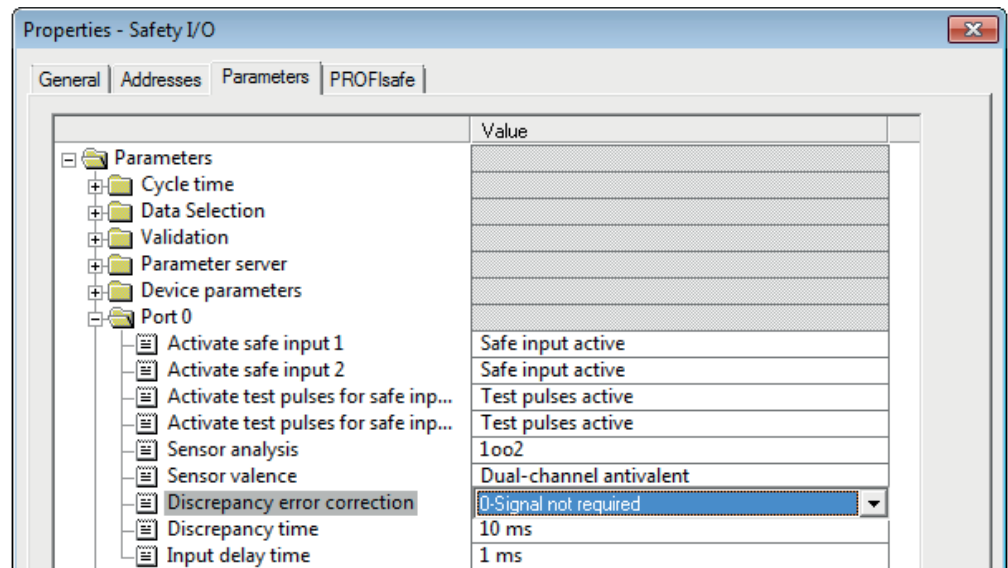 Properties - Safety I/O
General Addresses Parameters PROFIsafe
Value
Parameters
Cycle time
Data Selection
Validation
Parameter server
Device parameters
Port 0
Activate safe input 1 Safe input active
Activate safe input 2 Safe input active
Activate test pulses for safe inp... Test pulses active
Activate test pulses for safe inp... Test pulses active
Sensor analysis 1oo2
Sensor valence Dual-channel antivalent
Discrepancy error correction 0-Signal not required
Discrepancy time 10 ms
Input delay time 1 ms